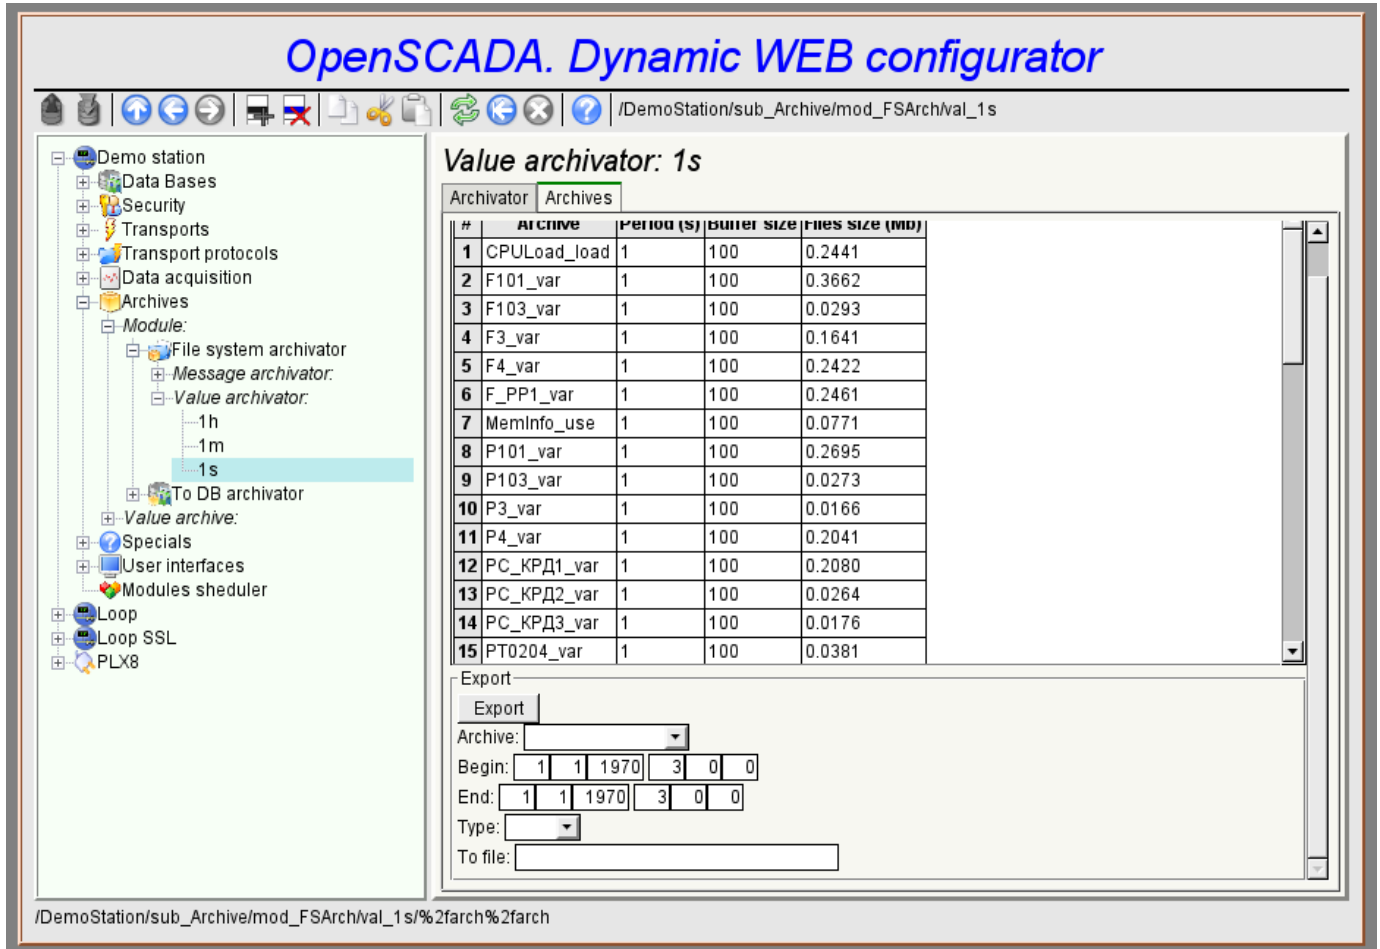 OpenSCADA. Dynamic WEB configurator
/DemoStation/sub_Archive/mod_FSArch/val_1s
Demo station
Data Bases
Security
Transports
Transport protocols
Data acquisition
Archives
Module:
File system archivator
Message archivator:
Value archivator:
1h
1m
1s
To DB archivator
Value archive:
Specials
User interfaces
Modules sheduler
Loop
Loop SSL
PLX8
Value archivator: 1s
Archivator Archives
# Archive Period (s) Buffer size Files size (Mb)
1 CPULoad_load 1 100 0.2441
2 F101_var 1 100 0.3662
3 F103_var 1 100 0.0293
4 F3_var 1 100 0.1641
5 F4_var 1 100 0.2422
6 F_PP1_var 1 100 0.2461
7 MemInfo_use 1 100 0.0771
8 P101_var 1 100 0.2695
9 P103_var 1 100 0.0273
10 P3_var 1 100 0.0166
11 P4_var 1 100 0.2041
12 PC_КРД1_var 1 100 0.2080
13 PC_КРД2_var 1 100 0.0264
14 PC_КРД3_var 1 100 0.0176
15 PT0204_var 1 100 0.0381
Export
Export
Archive:
Begin: 1 1 1970 3 0 0
End: 1 1 1970 3 0 0
Type:
To file:
/DemoStation/sub_Archive/mod_FSArch/val_1s/%2farch%2farch